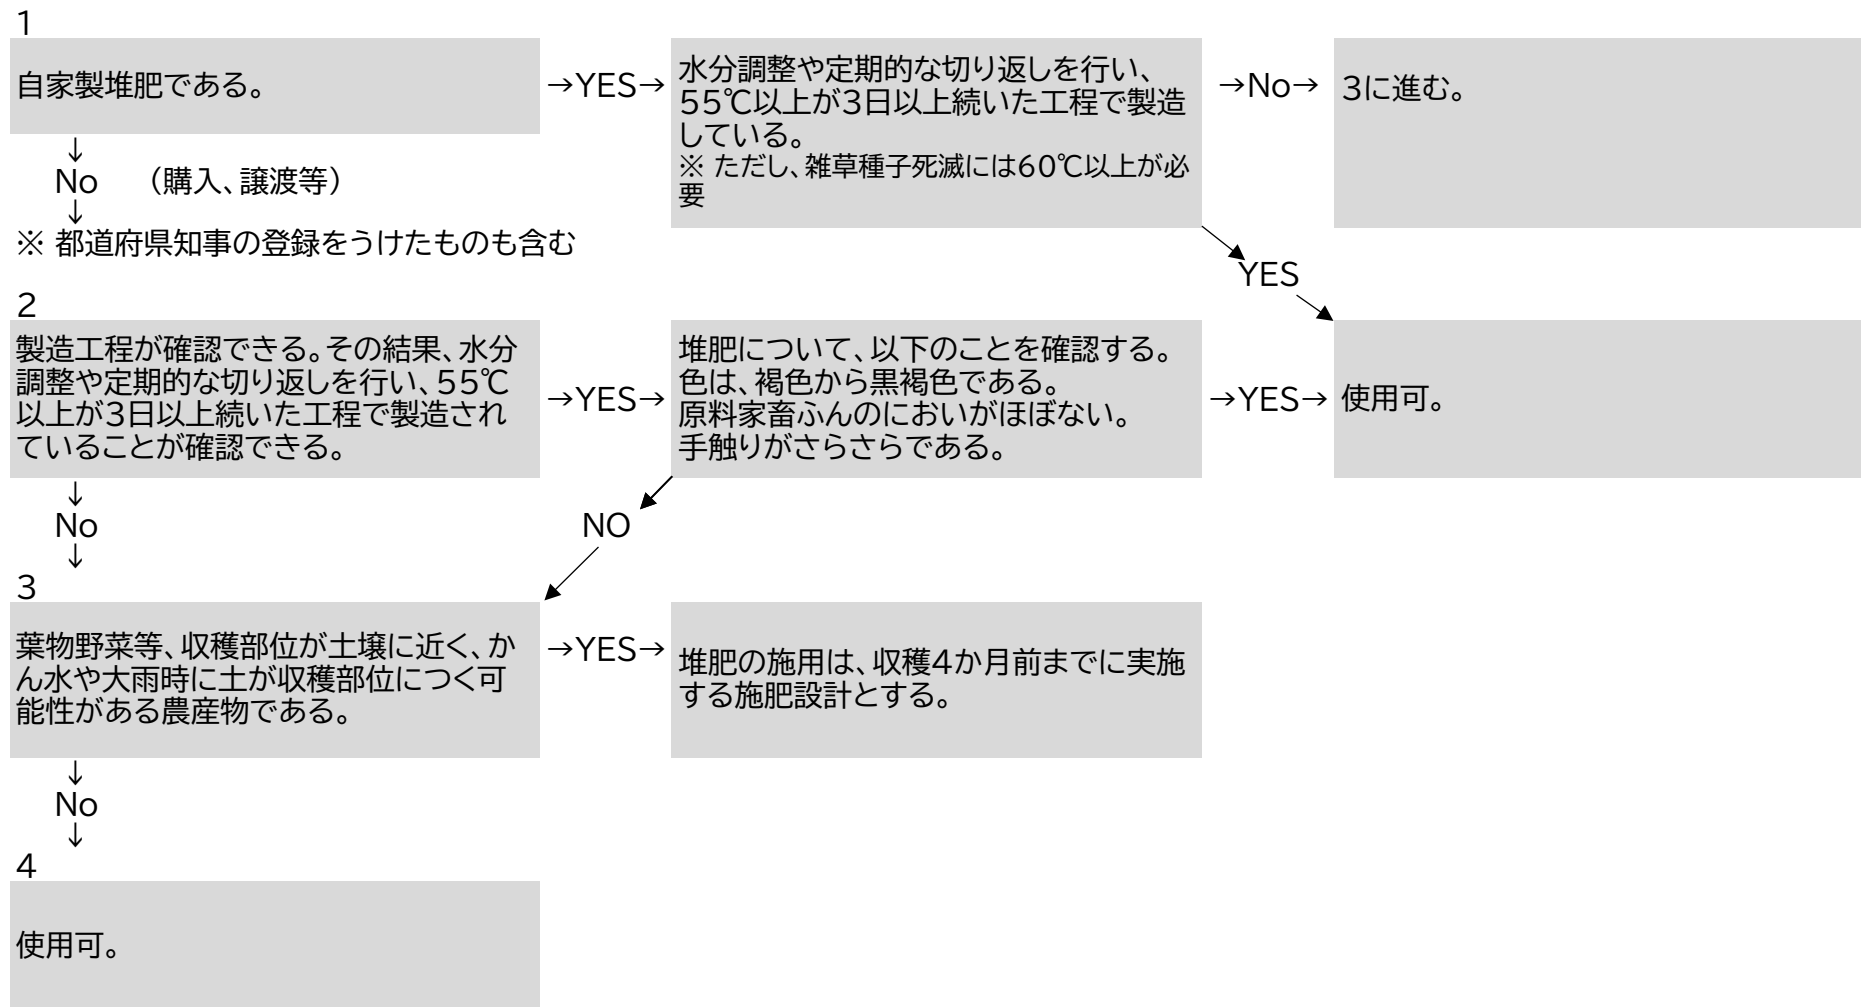 1
自家製堆肥である。
→YES→
水分調整や定期的な切り返しを行い、
55℃以上が3日以上続いた工程で製造
している。
※ ただし、雑草種子死滅には60℃以上が必
要
→No→
3に進む。
↓
No （購入、譲渡等）
↓
※ 都道府県知事の登録をうけたものも含む
YES
2
製造工程が確認できる。その結果、水分
調整や定期的な切り返しを行い、55℃
以上が3日以上続いた工程で製造され
ていることが確認できる。
→YES→
堆肥について、以下のことを確認する。
色は、褐色から黒褐色である。
原料家畜ふんのにおいがほぼない。
手触りがさらさらである。
→YES→
使用可。
↓
No
↓
NO
3
葉物野菜等、収穫部位が土壌に近く、か
ん水や大雨時に土が収穫部位につく可
能性がある農産物である。
→YES→
堆肥の施用は、収穫4か月前までに実施
する施肥設計とする。
↓
No
↓
4
使用可。